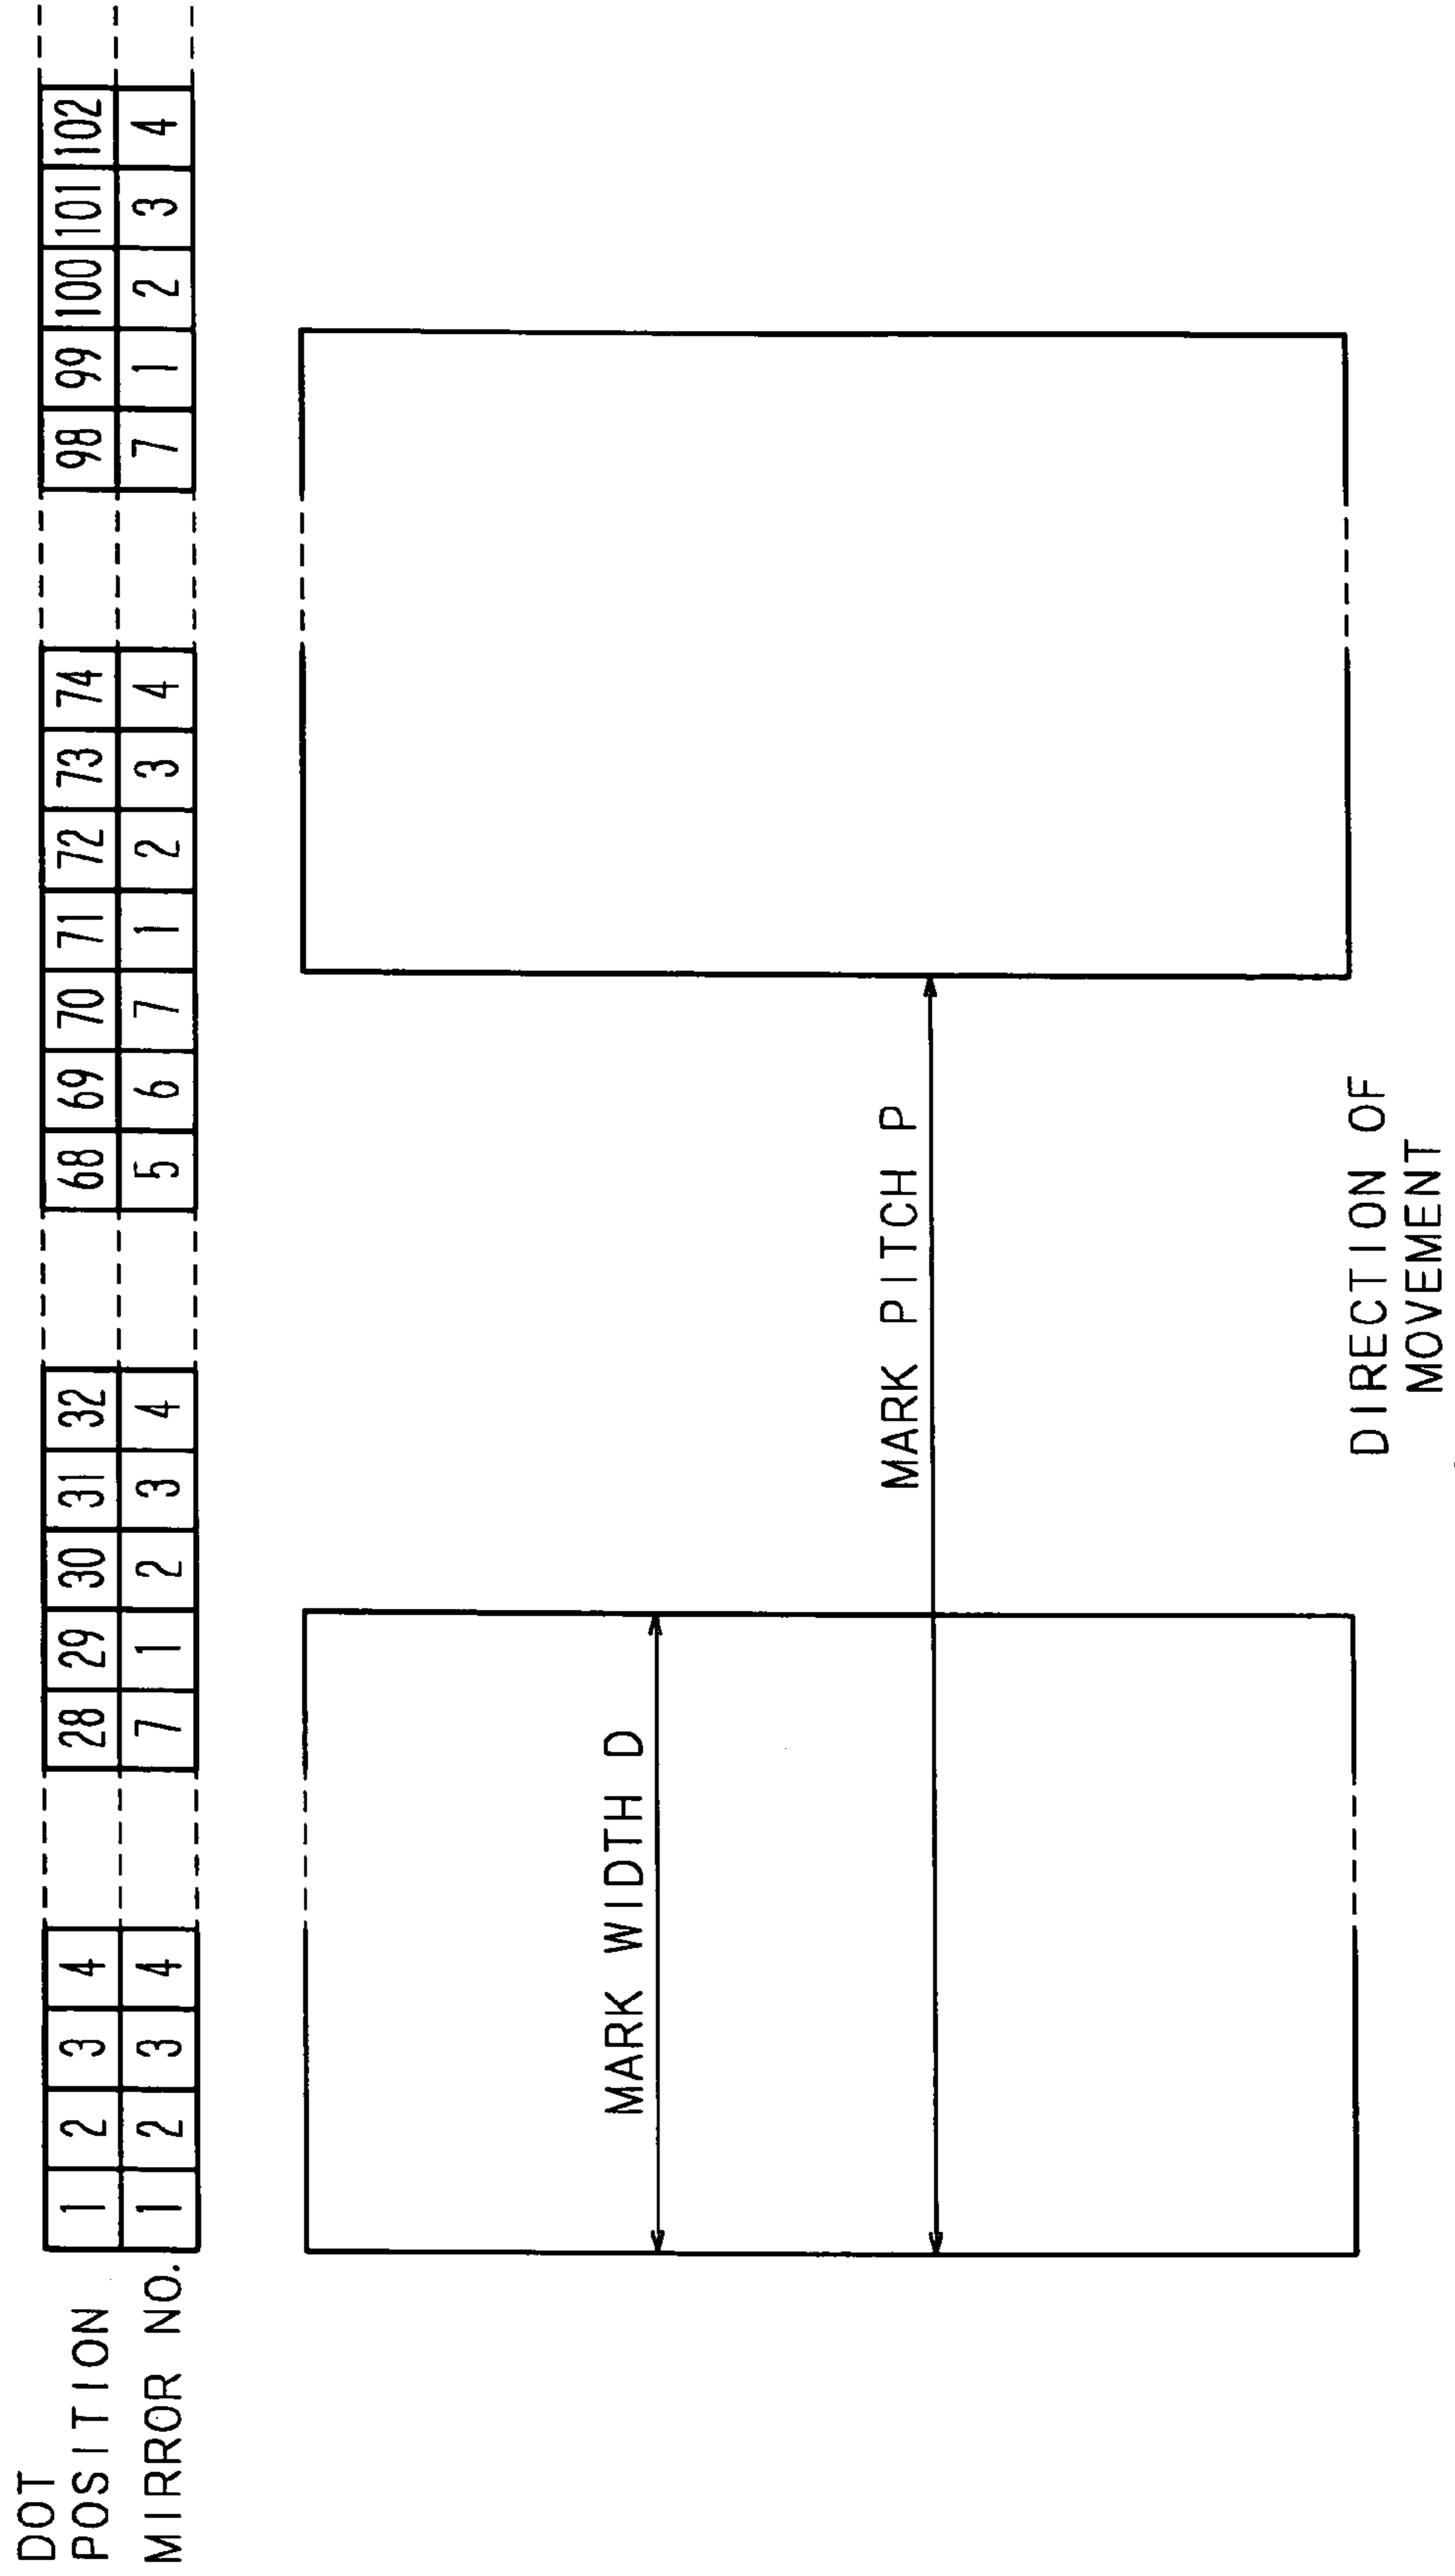 DOT
POSITION 1 2 3 4 28 29 30 31 32 68 69 70 71 72 73 74 98 99 100 101 102
MIRROR NO. 1 2 3 4 7 1 2 3 4 5 6 7 1 2 3 4 7 1 2 3 4
MARK WIDTH D
MARK PITCH P
DIRECTION OF
MOVEMENT